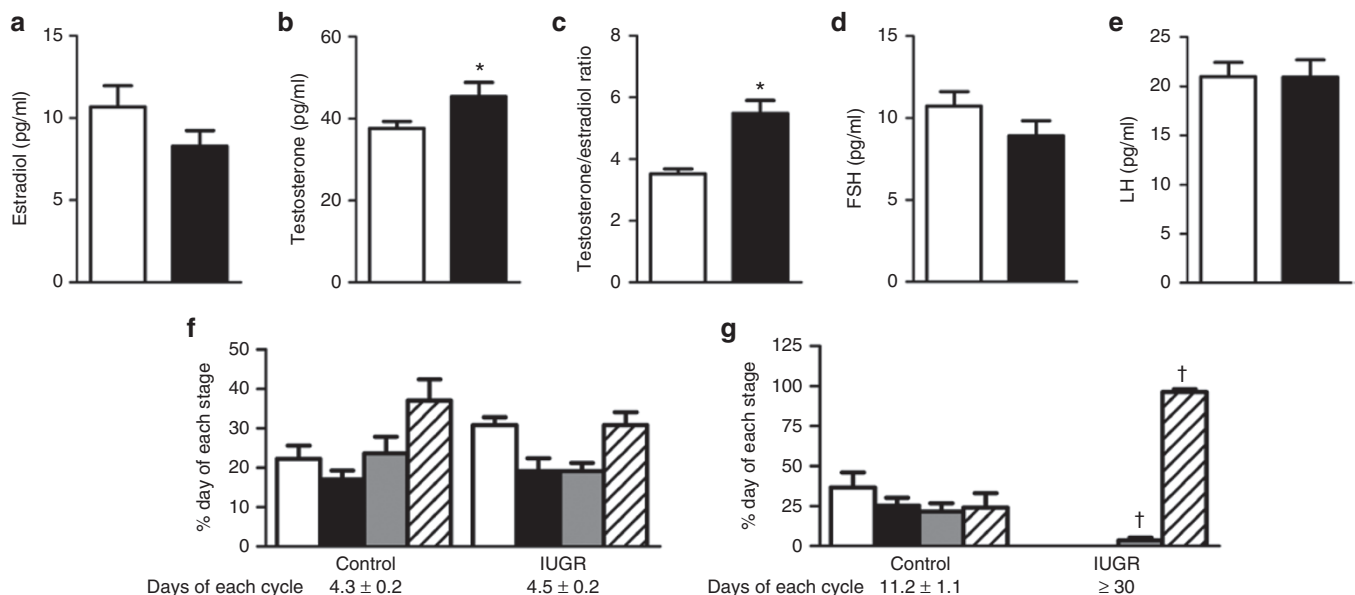 a
Estradiol (pg/ml)
15
10
5
0
b
Testosterone (pg/ml)
60
40
20
0
*
c
Testosterone/estradiol ratio
8
6
4
2
0
*
d
FSH (pg/ml)
15
10
5
0
e
LH (pg/ml)
25
20
15
10
5
0
f
% day of each stage
50
40
30
20
10
0
Control IUGR
Days of each cycle 4.3 ± 0.2 4.5 ± 0.2
g
% day of each stage
125
100
75
50
25
0
†
†
Control IUGR
Days of each cycle 11.2 ± 1.1 ≥ 30